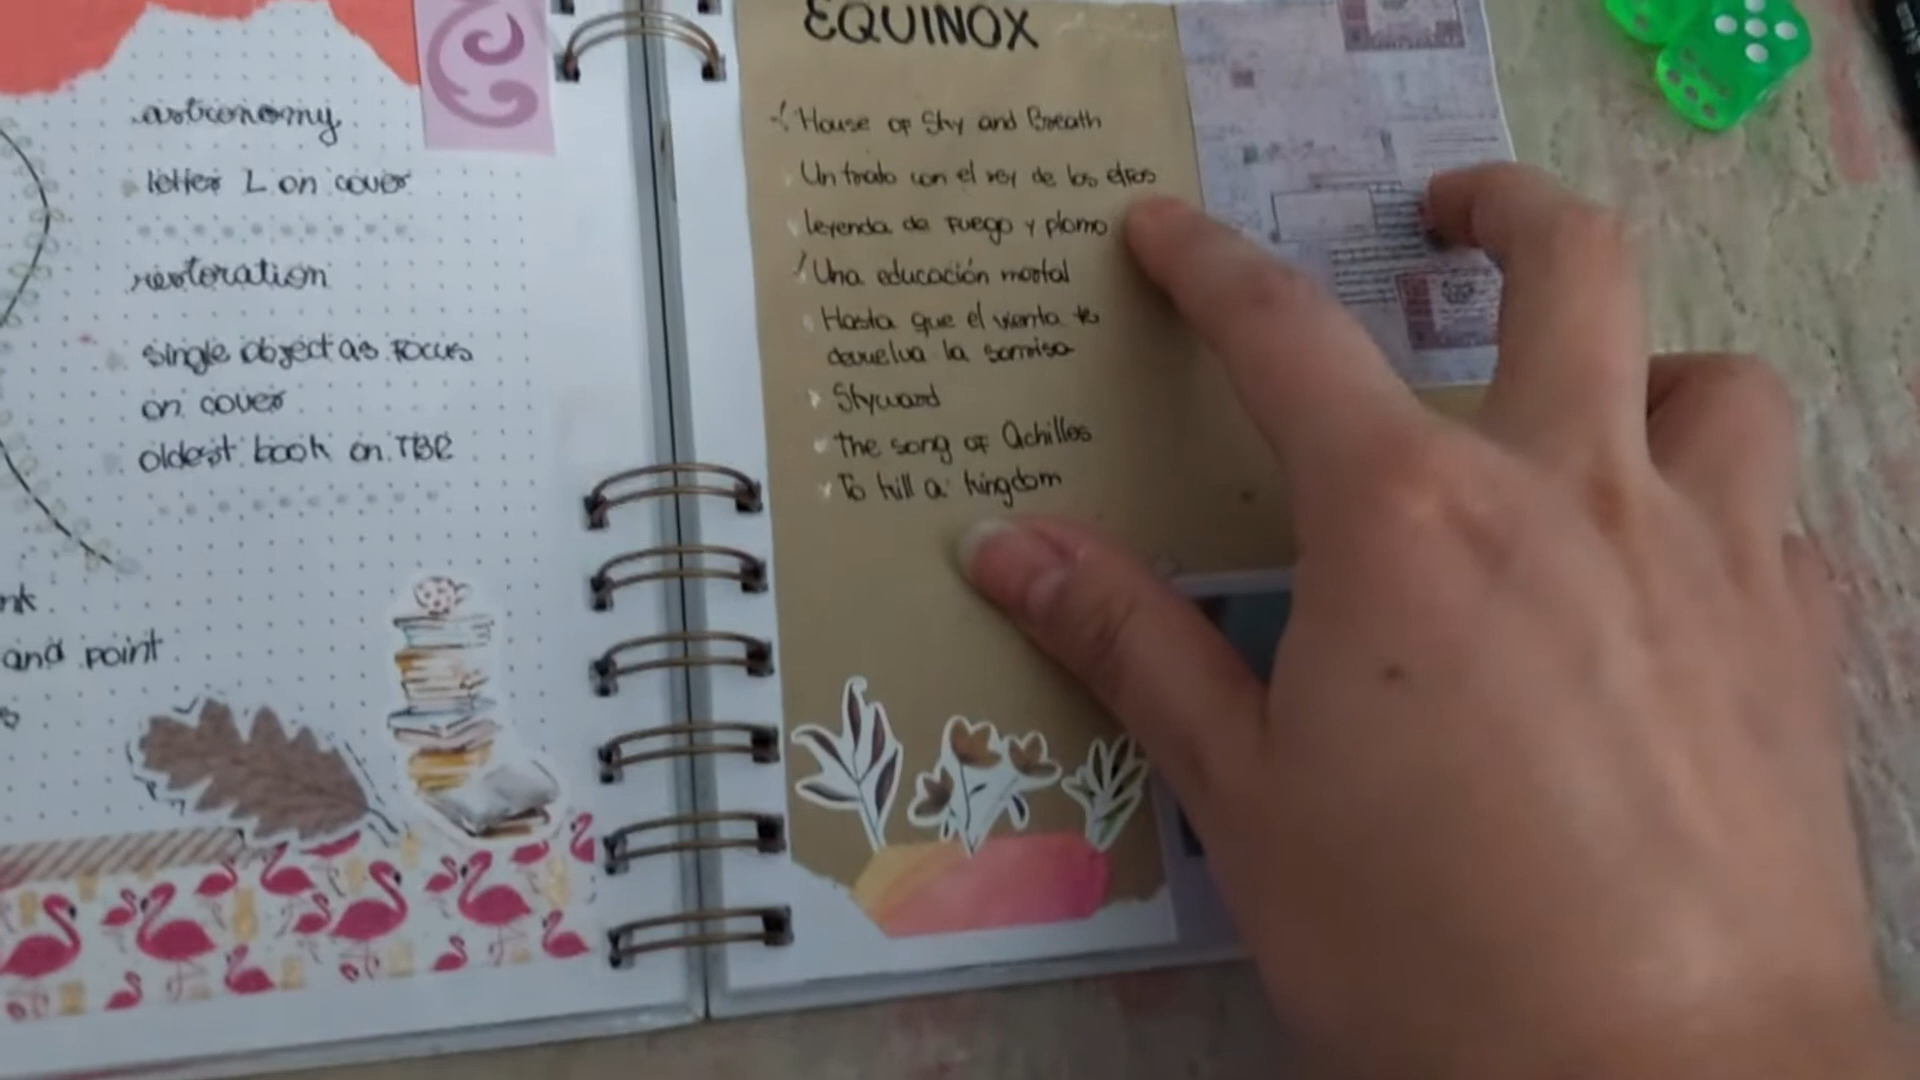 astronomy
letter L on cover
restoration
single object as focus
on cover
oldest book on TBR
and point
EQUINOX
House of Sky and Breath
Un trato con el rey de los elfos
leyenda de fuego y plomo
Una educación mortal
Hasta que el viento te
devuelva la sonrisa
Skyward
The song of Achilles
To kill a kingdom